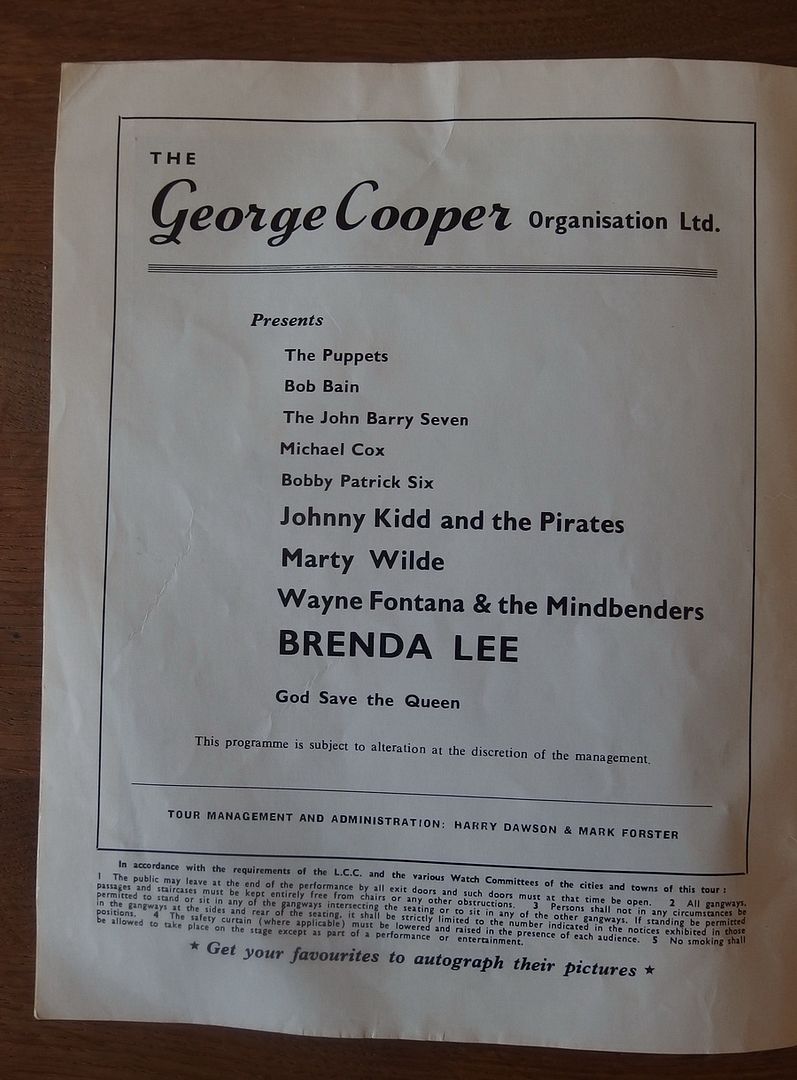 THE
George Cooper Organisation Ltd.
Presents
The Puppets
Bob Bain
The John Barry Seven
Michael Cox
Bobby Patrick Six
Johnny Kidd and the Pirates
Marty Wilde
Wayne Fontana & the Mindbenders
BRENDA LEE
God Save the Queen
This programme is subject to alteration at the discretion of the management.
TOUR MANAGEMENT AND ADMINISTRATION: HARRY DAWSON & MARK FORSTER
In accordance with the requirements of the L.C.C. and the various Watch Committees of the cities and towns of this tour :
1 The public may leave at the end of the performance by all exit doors and such doors must at that time be open. 2 All gangways,
passages and staircases must be kept entirely free from chairs or any other obstructions. 3 Persons shall not in any circumstances be
permitted to stand or sit in any of the gangways intersecting the seating or to sit in any of the other gangways. If standing be permitted
in the gangways at the sides and rear of the seating, it shall be strictly limited to the number indicated in the notices exhibited in those
positions. 4 The safety curtain (where applicable) must be lowered and raised in the presence of each audience. 5 No smoking shall
be allowed to take place on the stage except as part of a performance or entertainment.
★ Get your favourites to autograph their pictures ★